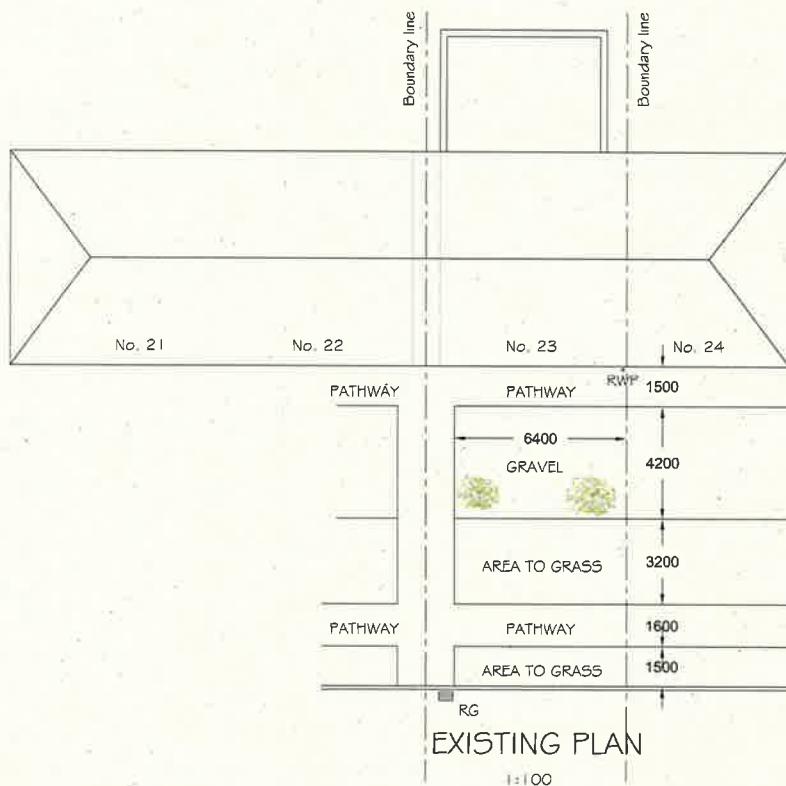 Boundary line
Boundary line
No. 21
No. 22
No. 23
No. 24
RWP
PATHWAY
PATHWAY
1500
6400
GRAVEL
4200
AREA TO GRASS
3200
PATHWAY
PATHWAY
1600
AREA TO GRASS
1500
RG
EXISTING PLAN
1:100